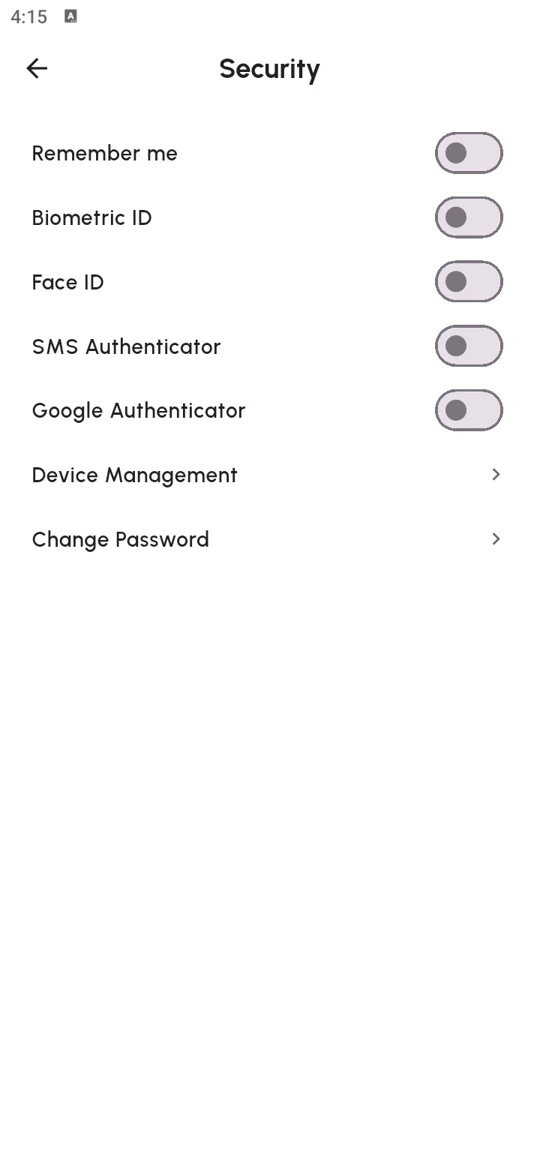 4:15 A
Security
Remember me
Biometric ID
Face ID
SMS Authenticator
Google Authenticator
Device Management
Change Password